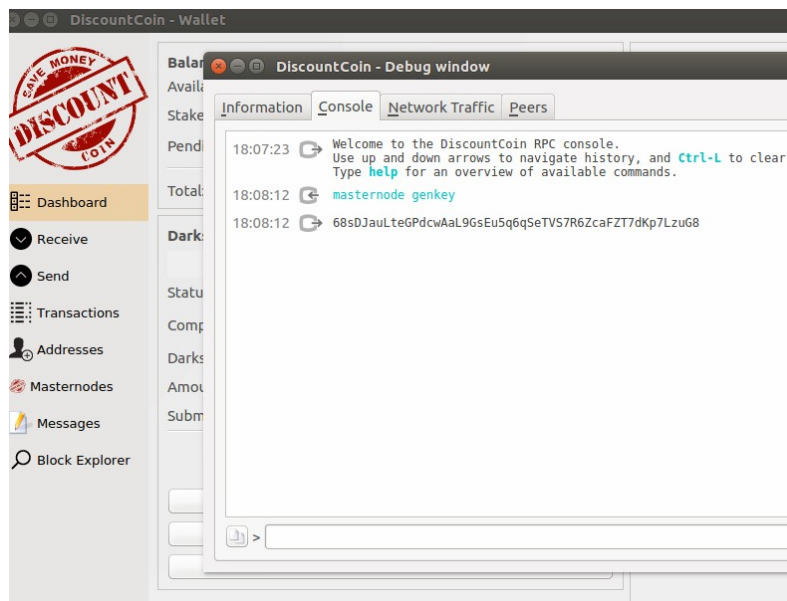 DiscountCoin - Wallet
SAVE MONEY
DISCOUNT
COIN
Dashboard
Receive
Send
Transactions
Addresses
Masternodes
Messages
Block Explorer
Balan
Availa
Stake
Pendi
Total:
Darks
Statu
Comp
Darks
Amou
Subm
DiscountCoin - Debug window
Information Console Network Traffic Peers
18:07:23 Welcome to the DiscountCoin RPC console.
Use up and down arrows to navigate history, and Ctrl-L to clear
Type help for an overview of available commands.
18:08:12 masternode genkey
18:08:12 68sDJauLteGPdcwAaL9GsEu5q6qSeTVS7R6ZcaFZT7dKp7LzuG8
>